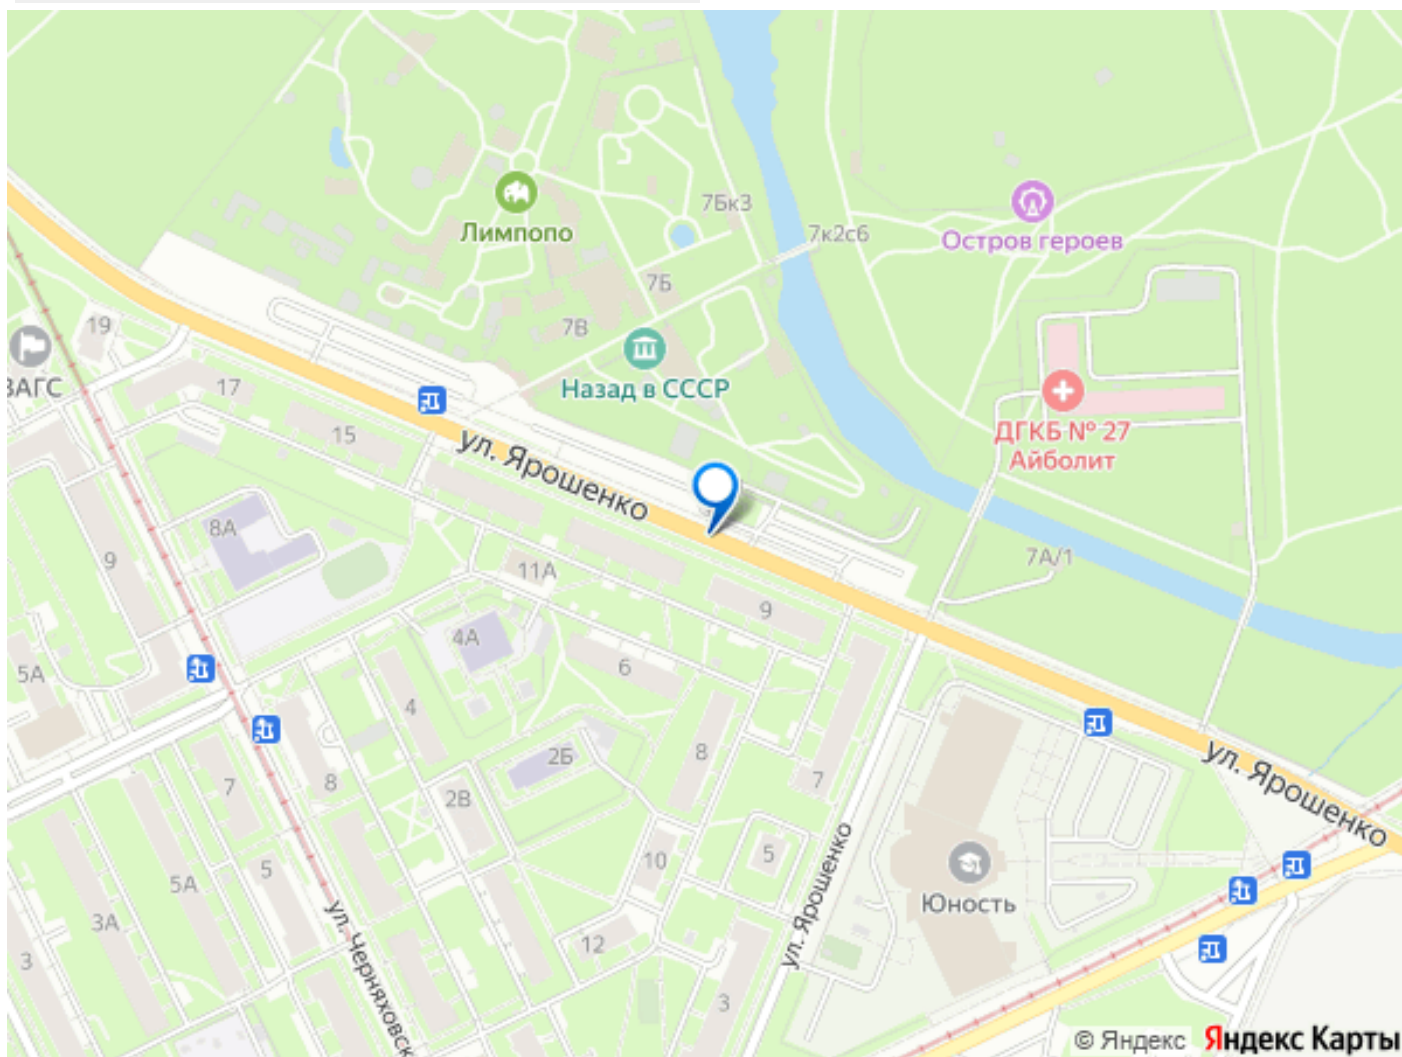 Лимпопо
7Бк3
7к2с6
Остров героев
7Б
7В
Назад в СССР
19
ЗАГС
17
15
ул. Ярошенко
ДГКБ № 27
Айболит
8А
9
11А
7А/1
9
4А
6
5А
4
8
7
2Б
ул. Ярошенко
7
8
2В
10
5
5
5А
3А
Юность
ул. Ярошенко
3
12
3
ул. Черняховск
© Яндекс Яндекс Карты